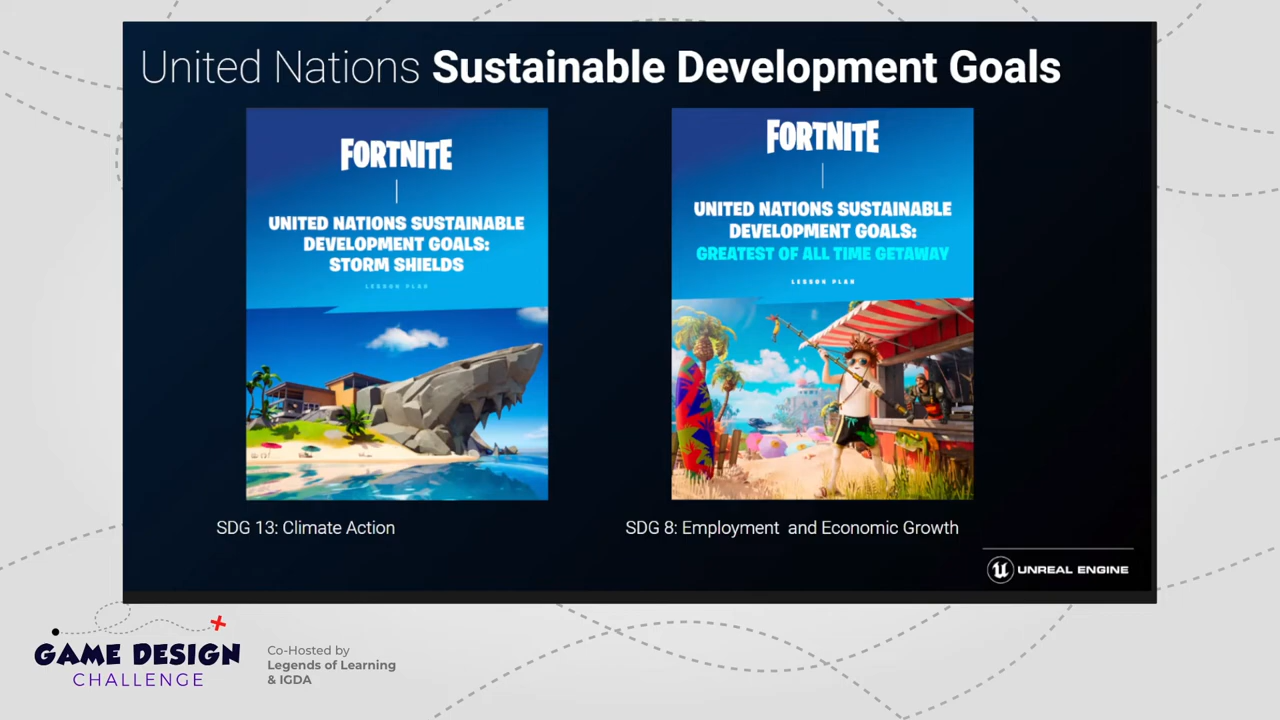 United Nations Sustainable Development Goals
FORTNITE
UNITED NATIONS SUSTAINABLE
DEVELOPMENT GOALS:
STORM SHIELDS
LESSON PLAN
SDG 13: Climate Action
FORTNITE
UNITED NATIONS SUSTAINABLE
DEVELOPMENT GOALS:
GREATEST OF ALL TIME GETAWAY
LESSON PLAN
SDG 8: Employment and Economic Growth
UNREAL ENGINE
GAME DESIGN
CHALLENGE
Co-Hosted by
Legends of Learning
& IGDA